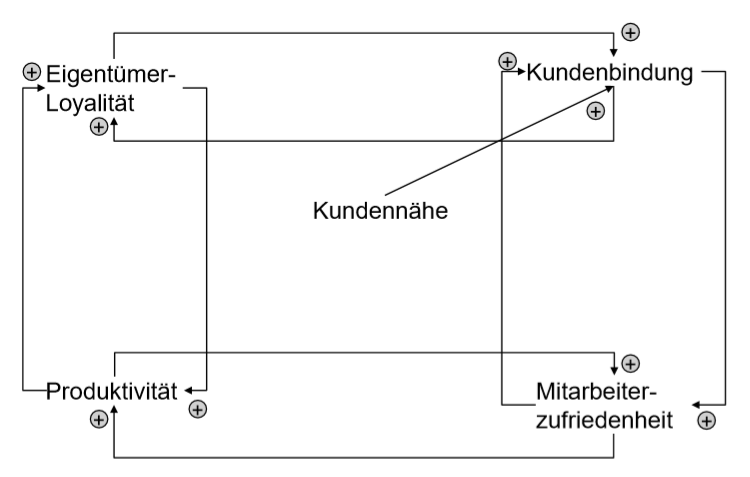 +
+
+
Eigentümer-
Kundenbindung
Loyalität
+
+
Kundennähe
+
Produktivität
Mitarbeiter-
+
+
zufriedenheit
+